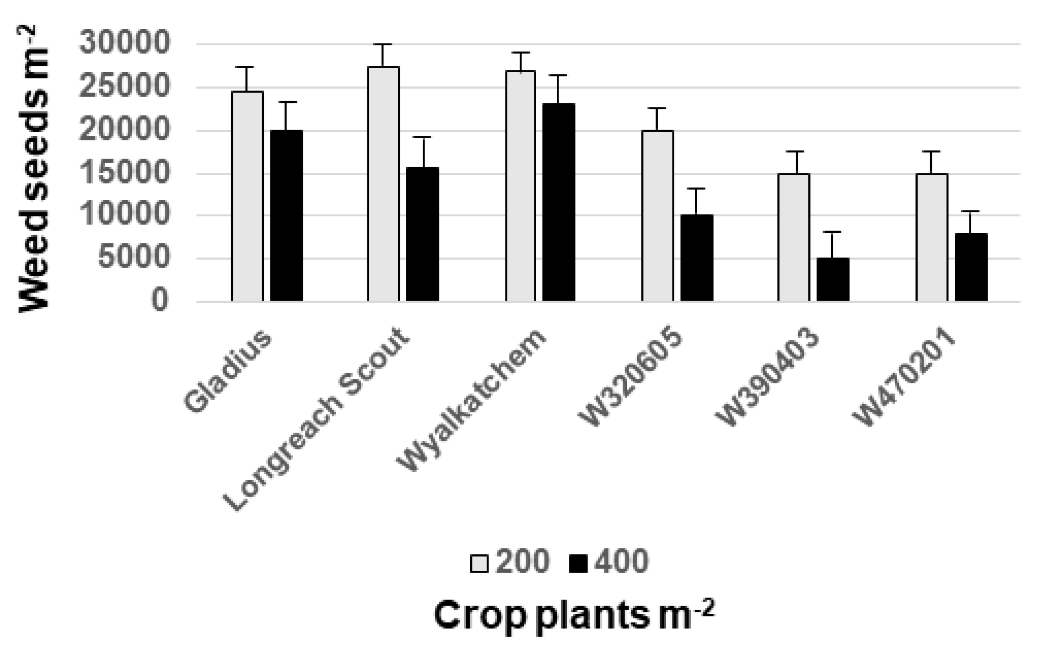 Weed seeds m-2
30000
25000
20000
15000
10000
5000
0
Gladius
Longreach Scout
Wyalkatchem
W320605
W390403
W470201
200 400
Crop plants m-2